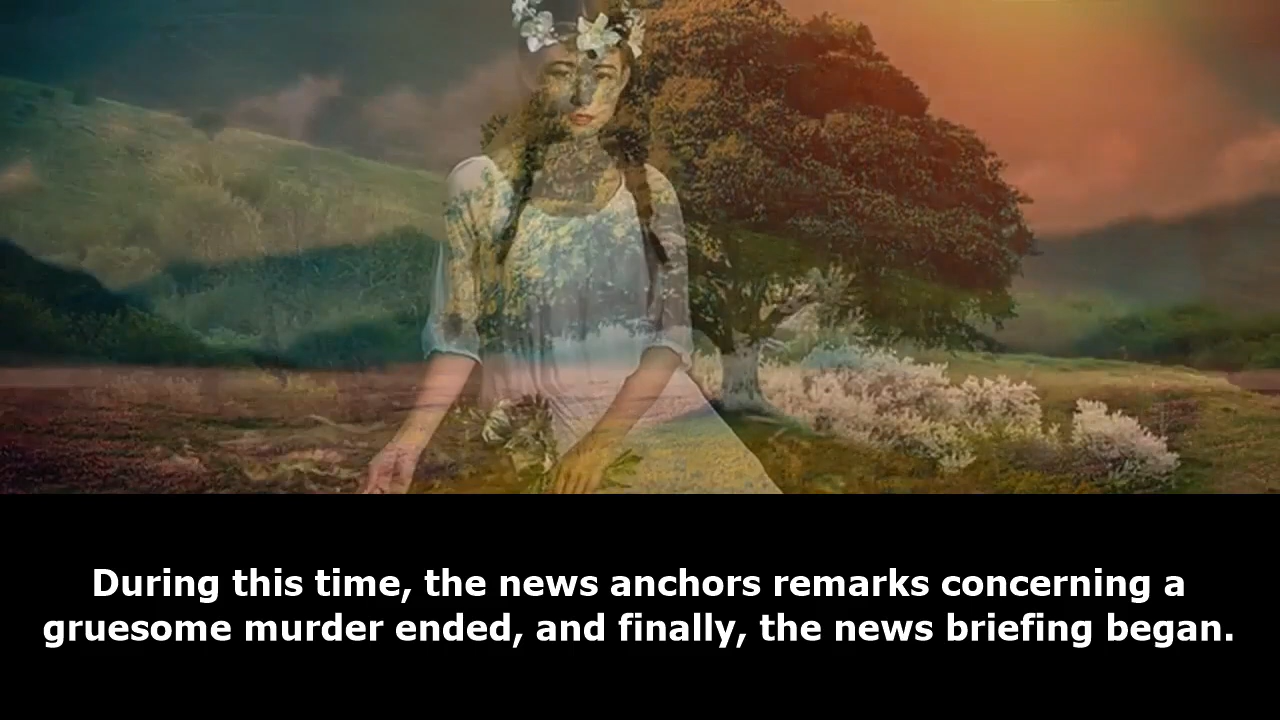 During this time, the news anchors remarks concerning a
gruesome murder ended, and finally, the news briefing began.